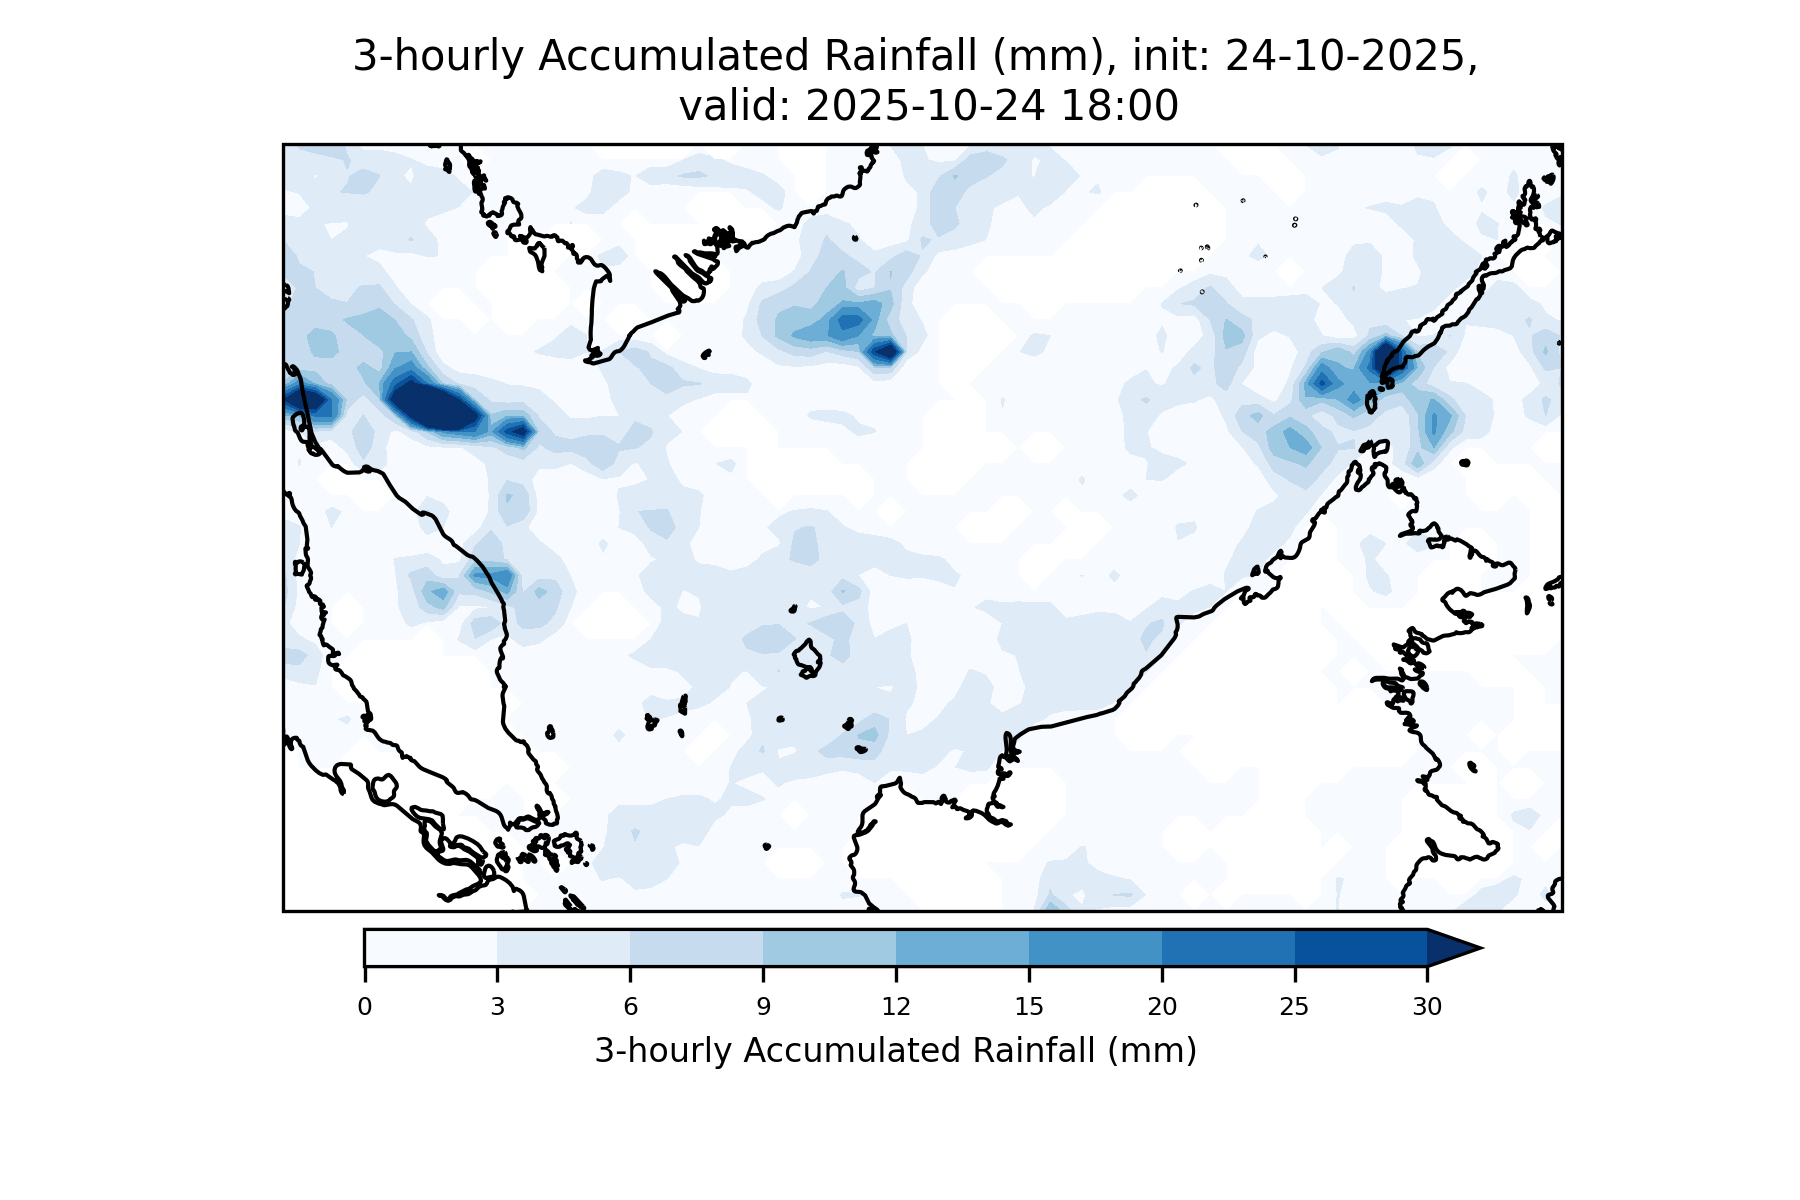 3-hourly Accumulated Rainfall (mm), init: 24-10-2025,
valid: 2025-10-24 18:00
0 3 6 9 12 15 20 25 30
3-hourly Accumulated Rainfall (mm)